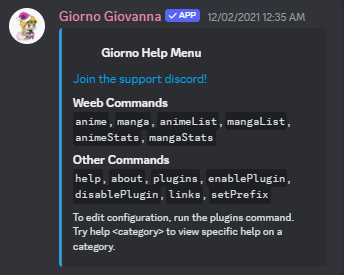 Giorno Giovanna ✓ APP 12/02/2021 12:35 AM
Giorno Help Menu
Join the support discord!
Weeb Commands
anime, manga, animeList, mangaList,
animeStats, mangaStats
Other Commands
help, about, plugins, enablePlugin,
disablePlugin, links, setPrefix
To edit configuration, run the plugins command.
Try help <category> to view specific help on a
category.